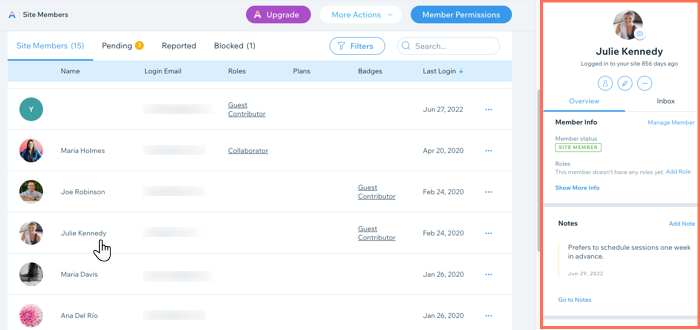 Site Members
Upgrade
More Actions
Member Permissions
Site Members (15)
Pending 2
Reported
Blocked (1)
Filters
Search...
Name
Login Email
Roles
Plans
Badges
Last Login ↓
Y
Guest
Contributor
Jun 27, 2022
Maria Holmes
Collaborator
Apr 20, 2020
Joe Robinson
Guest
Contributor
Feb 24, 2020
Julie Kennedy
Guest
Contributor
Feb 24, 2020
Maria Davis
Jan 26, 2020
Ana Del Río
Jan 26, 2020
Julie Kennedy
Logged in to your site 856 days ago
Overview
Inbox
Member Info
Manage Member
Member status
SITE MEMBER
Roles
This member doesn't have any roles yet. Add Role
Show More Info
Notes
Add Note
Prefers to schedule sessions one week
in advance.
Jun 29, 2022
Go to Notes